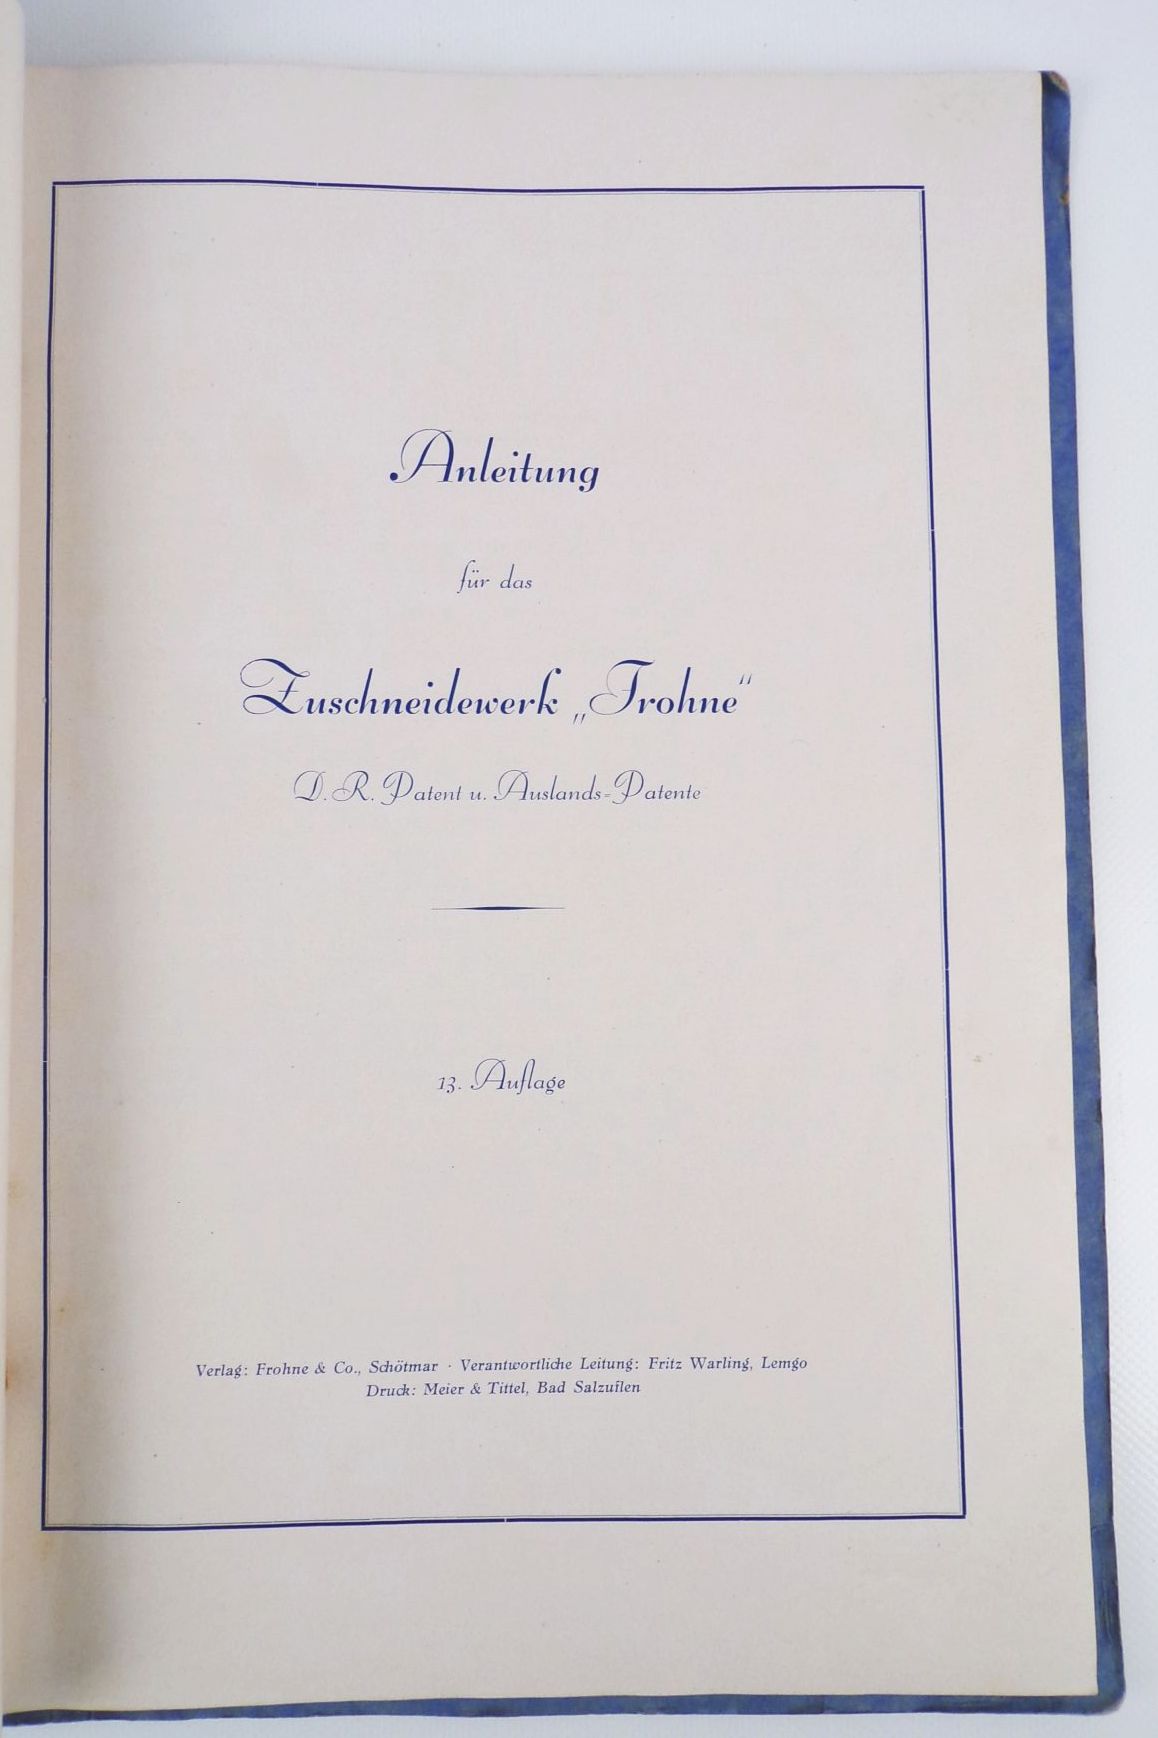 Anleitung
für das
Zuschneidewerk „Frohne“
D. R. Patent u. Auslands-Patente
13. Auflage
Verlag: Frohne & Co., Schötmar · Verantwortliche Leitung: Fritz Warling, Lemgo
Druck: Meier & Tittel, Bad Salzuflen